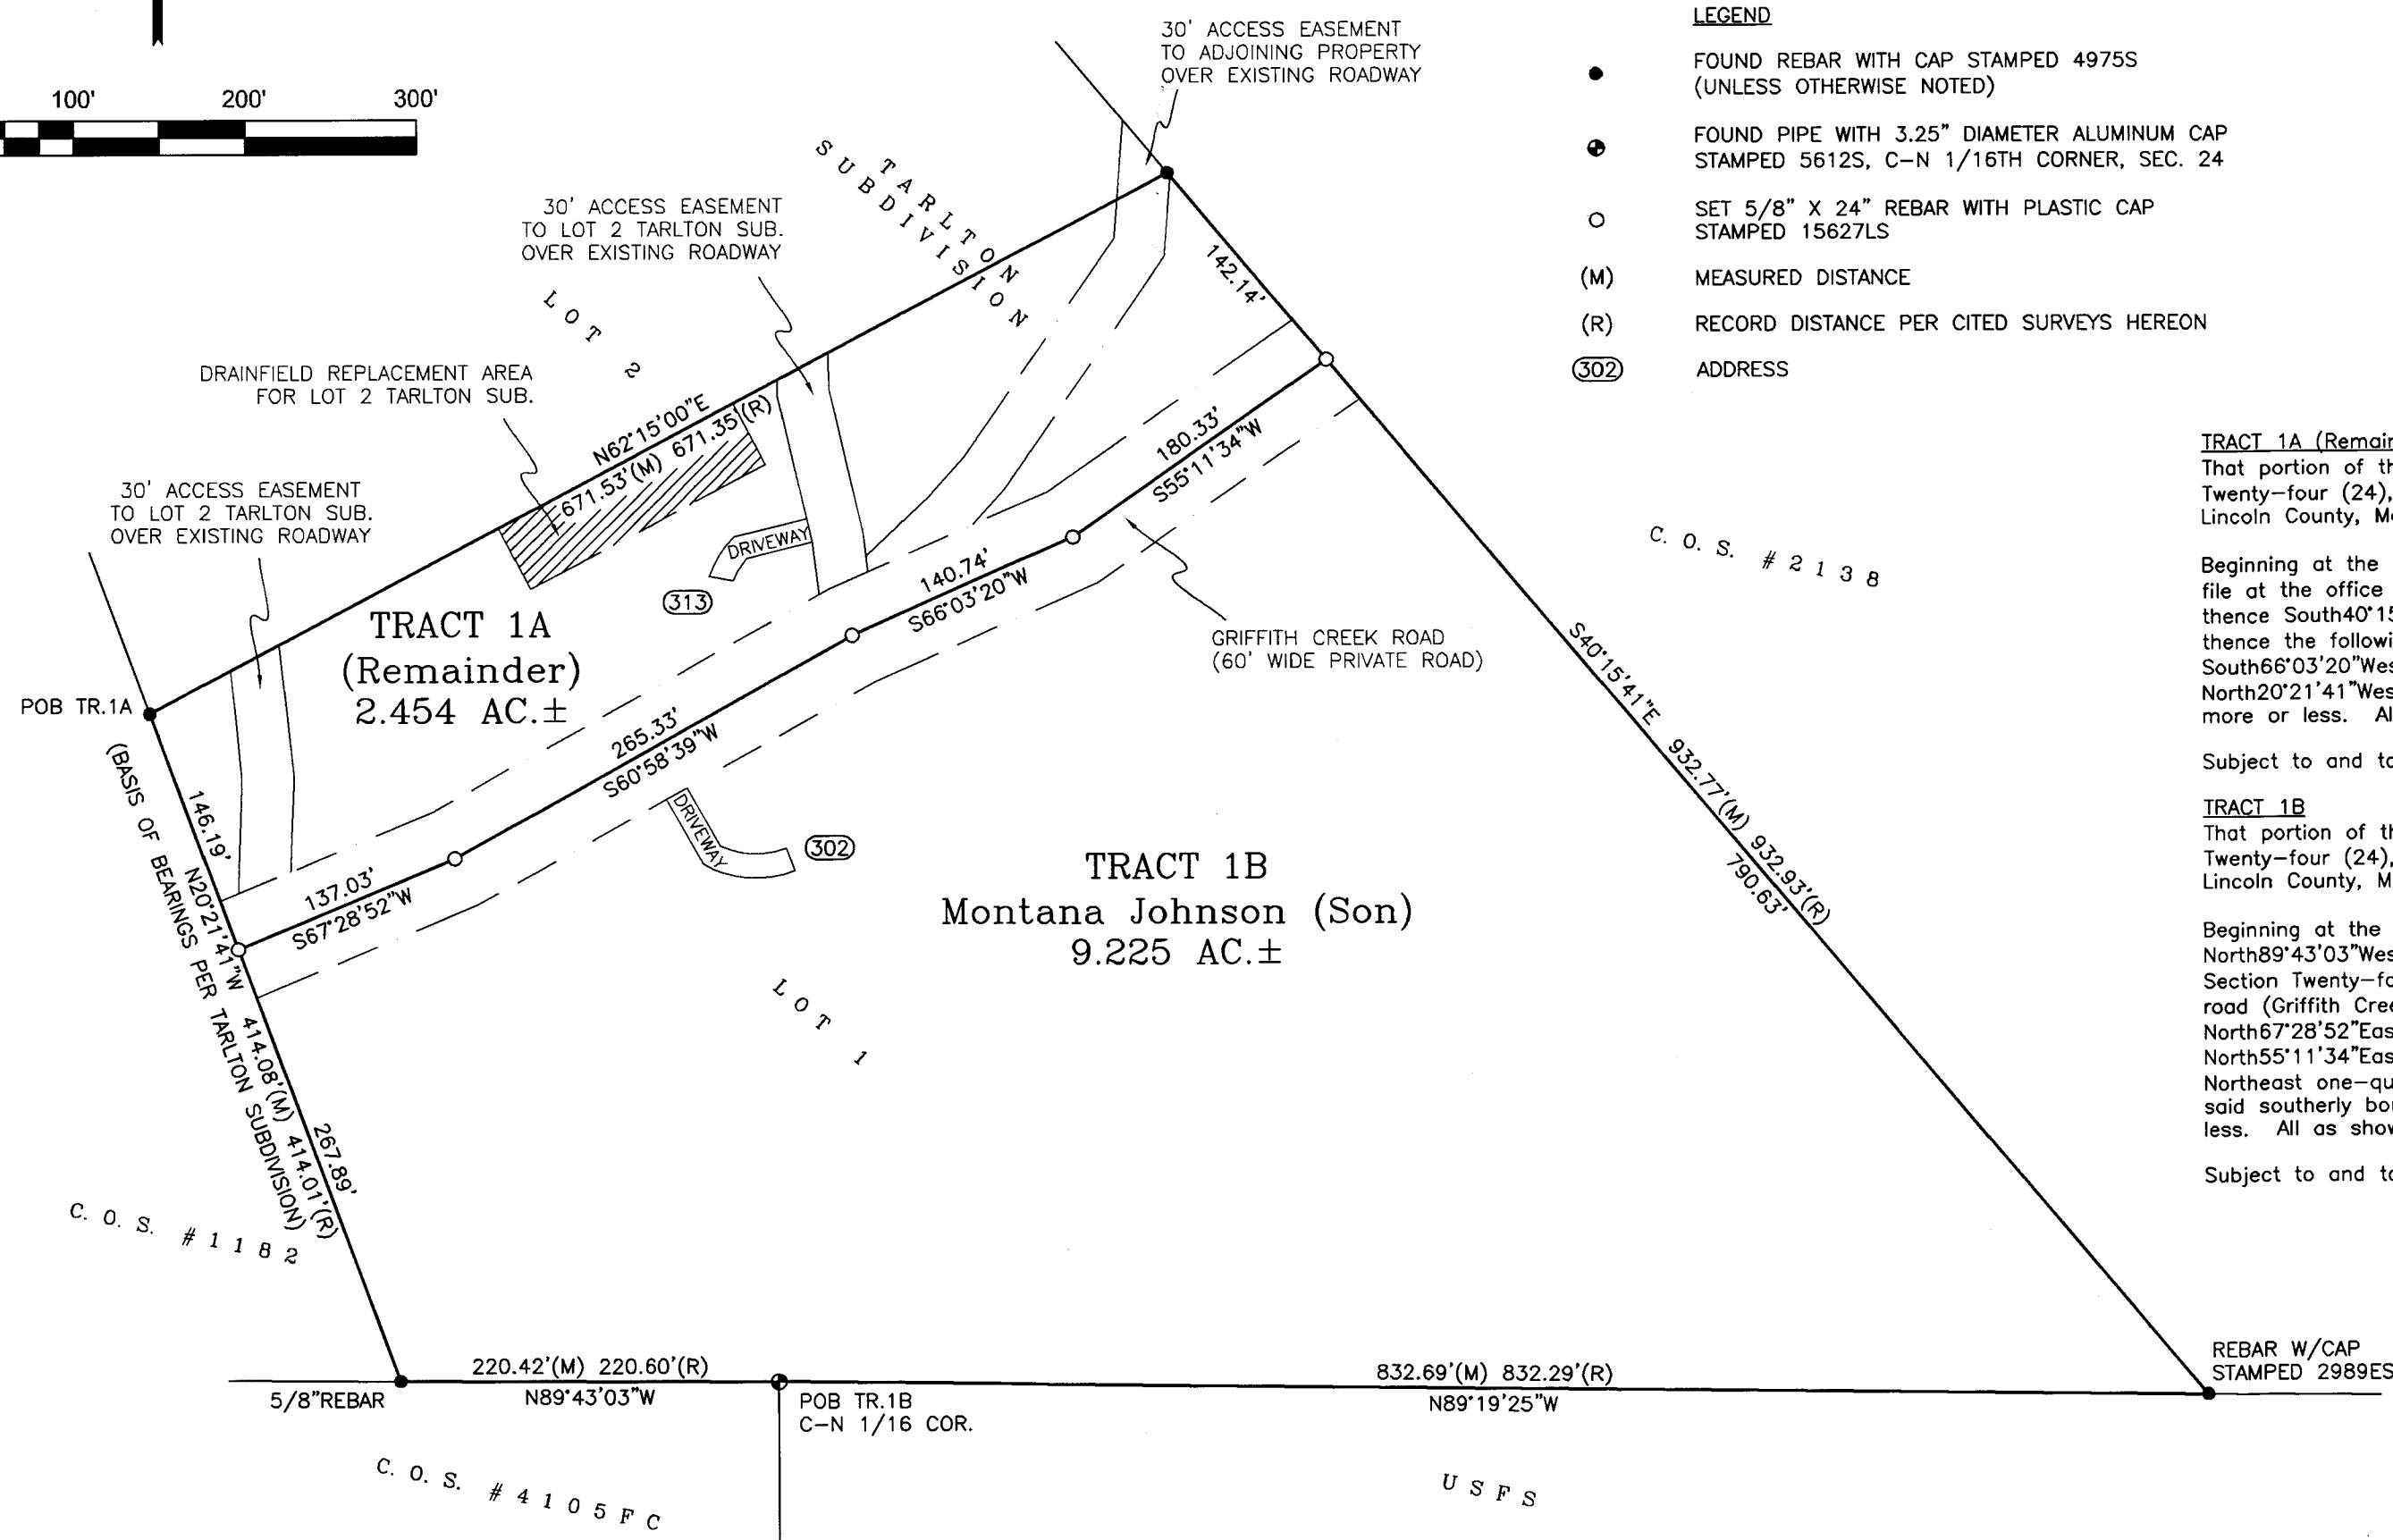 100' 200' 300'
30' ACCESS EASEMENT
TO ADJOINING PROPERTY
OVER EXISTING ROADWAY
LEGEND
FOUND REBAR WITH CAP STAMPED 4975S
(UNLESS OTHERWISE NOTED)
FOUND PIPE WITH 3.25" DIAMETER ALUMINUM CAP
STAMPED 5612S, C-N 1/16TH CORNER, SEC. 24
SET 5/8" X 24" REBAR WITH PLASTIC CAP
STAMPED 15627LS
(M) MEASURED DISTANCE
(R) RECORD DISTANCE PER CITED SURVEYS HEREON
(302) ADDRESS
TARLTON
SUBDIVISION
30' ACCESS EASEMENT
TO LOT 2 TARLTON SUB.
OVER EXISTING ROADWAY
LOT 2
DRAINFIELD REPLACEMENT AREA
FOR LOT 2 TARLTON SUB.
30' ACCESS EASEMENT
TO LOT 2 TARLTON SUB.
OVER EXISTING ROADWAY
N62°15'00"E
671.53'(M) 671.35'(R)
142.14'
180.33'
S55°11'34"W
140.74'
S66°03'20"W
265.33'
S60°58'39"W
137.03'
S67°28'52"W
DRIVEWAY
313
TRACT 1A
(Remainder)
2.454 AC.±
POB TR.1A
GRIFFITH CREEK ROAD
(60' WIDE PRIVATE ROAD)
C. O. S. #2138
S40°15'41"E 932.77'(M) 932.93'(R)
790.63'
146.19'
N20°21'41"W 414.08'(M) 414.01'(R)
(BASIS OF BEARINGS PER TARLTON SUBDIVISION)
267.89'
DRIVEWAY
302
TRACT 1B
Montana Johnson (Son)
9.225 AC.±
LOT 1
C. O. S. #1182
220.42'(M) 220.60'(R)
N89°43'03"W
5/8"REBAR
POB TR.1B
C-N 1/16 COR.
832.69'(M) 832.29'(R)
N89°19'25"W
REBAR W/CAP
STAMPED 2989ES
C. O. S. #4105FC
USFS
TRACT 1A (Remain
That portion of th
Twenty-four (24),
Lincoln County, M
Beginning at the
file at the office
thence South40°15
thence the followi
South66°03'20"Wes
North20°21'41"Wes
more or less. Al
Subject to and to
TRACT 1B
That portion of th
Twenty-four (24),
Lincoln County, M
Beginning at the
North89°43'03"Wes
Section Twenty-fo
road (Griffith Cree
North67°28'52"Eas
North55°11'34"Eas
Northeast one-qu
said southerly bou
less. All as show
Subject to and to